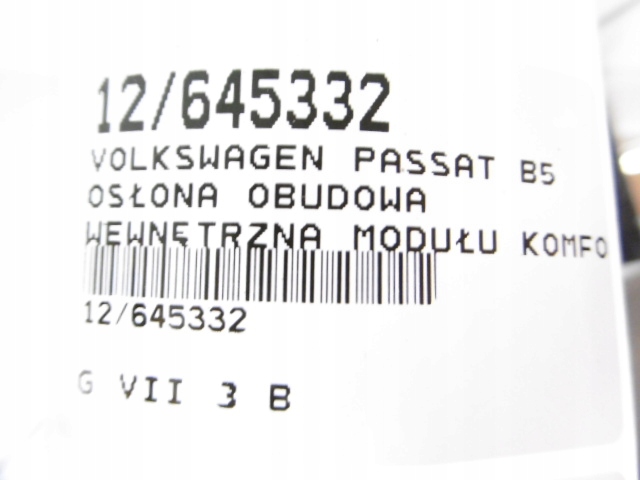 12/645332
VOLKSWAGEN PASSAT B5
OSŁONA OBUDOWA
WEWNĘTRZNA MODUŁU KOMFO
12/645332
G VII 3 B